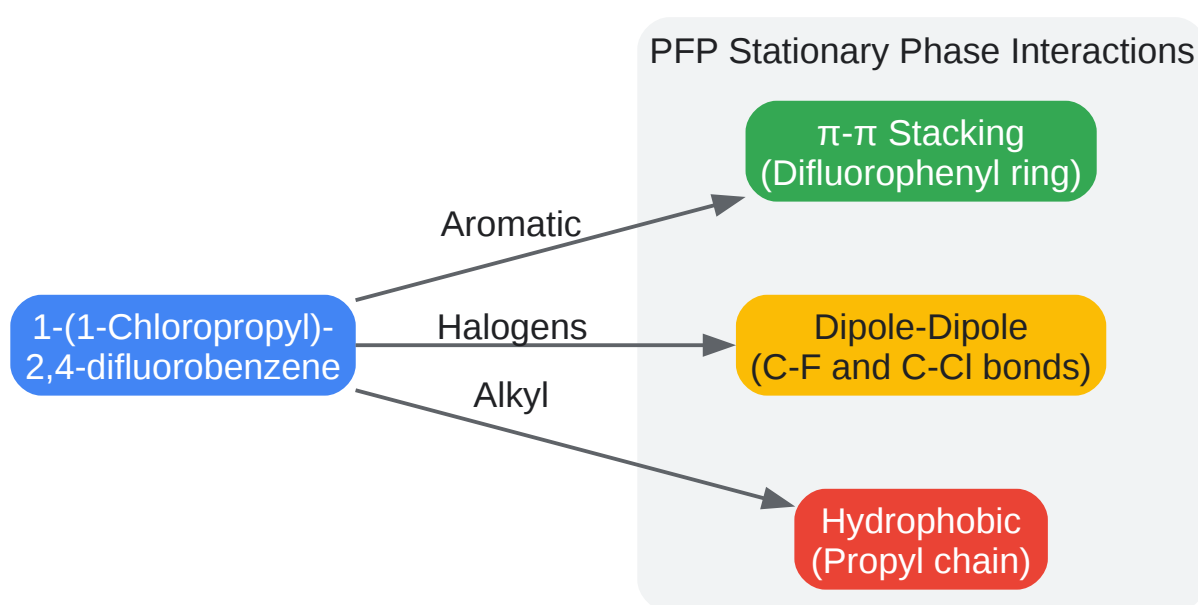 PFP Stationary Phase Interactions
π-π Stacking
(Difluorophenyl ring)
Aromatic
1-(1-Chloropropyl)-
2,4-difluorobenzene
Halogens
Dipole-Dipole
(C-F and C-Cl bonds)
Alkyl
Hydrophobic
(Propyl chain)